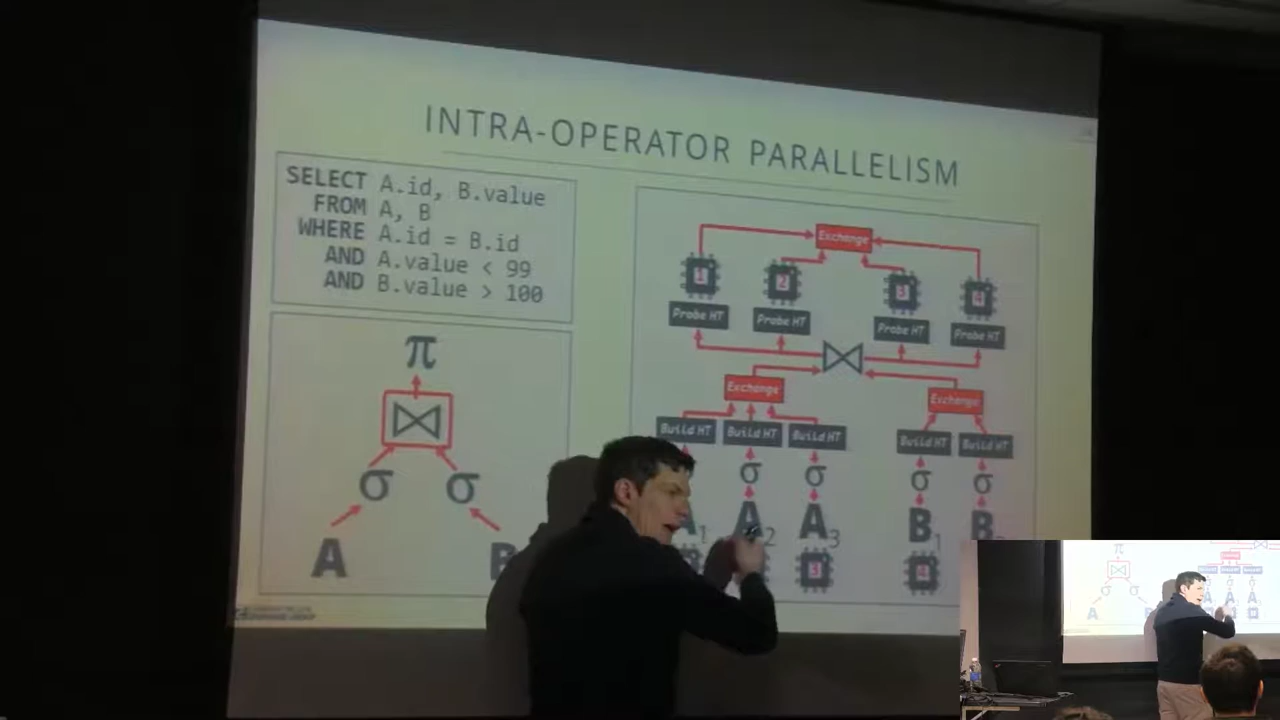 INTRA-OPERATOR PARALLELISM
SELECT A.id, B.value
FROM A, B
WHERE A.id = B.id
AND A.value < 99
AND B.value > 100
π
σ σ
A B
Exchange
1 2 3 4
Probe HT Probe HT Probe HT Probe HT
Exchange Exchange
Build HT Build HT Build HT Build HT Build HT
σ σ σ σ
A1 A2 A3 B1 B
3 4